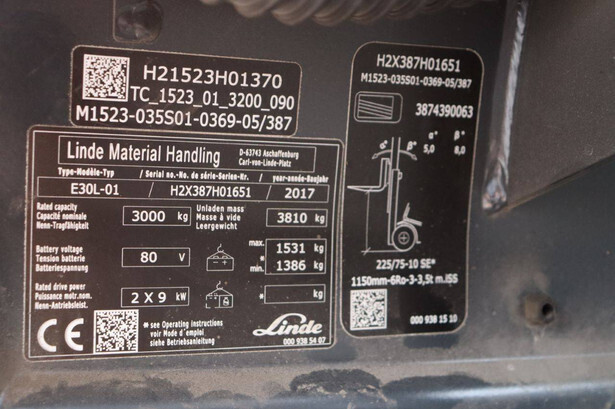 H21523H01370
TC_1523_01_3200_090
M1523-035S01-0369-05/387
Linde Material Handling
D-63743 Aschaffenburg
Carl-von-Linde-Platz
Type-Modèle-Typ / Serial no.-No. de série-Serien-Nr. / year-année-Baujahr
E30L-01 / H2X387H01651 / 2017
Rated capacity
Capacité nominale
Nenn-Tragfähigkeit
3000 kg
Unladen mass
Masse à vide
Leergewicht
3810 kg
Battery voltage
Tension batterie
Batteriespannung
80 V
max. 1531 kg
*
min. 1386 kg
Rated drive power
Puissance motr.nom.
Nenn-Antriebsleist.
2 X 9 kW
* kg
CE
* see Operating instructions
voir Mode d'emploi
siehe Betriebsanleitung
Linde
000 938 54 07
H2X387H01651
M1523-035S01-0369-05/387
3874390063
α° β°
5,0 8,0
225/75-10 SE*
1150mm-6Ro-3-3,5t m.ISS
000 938 15 10